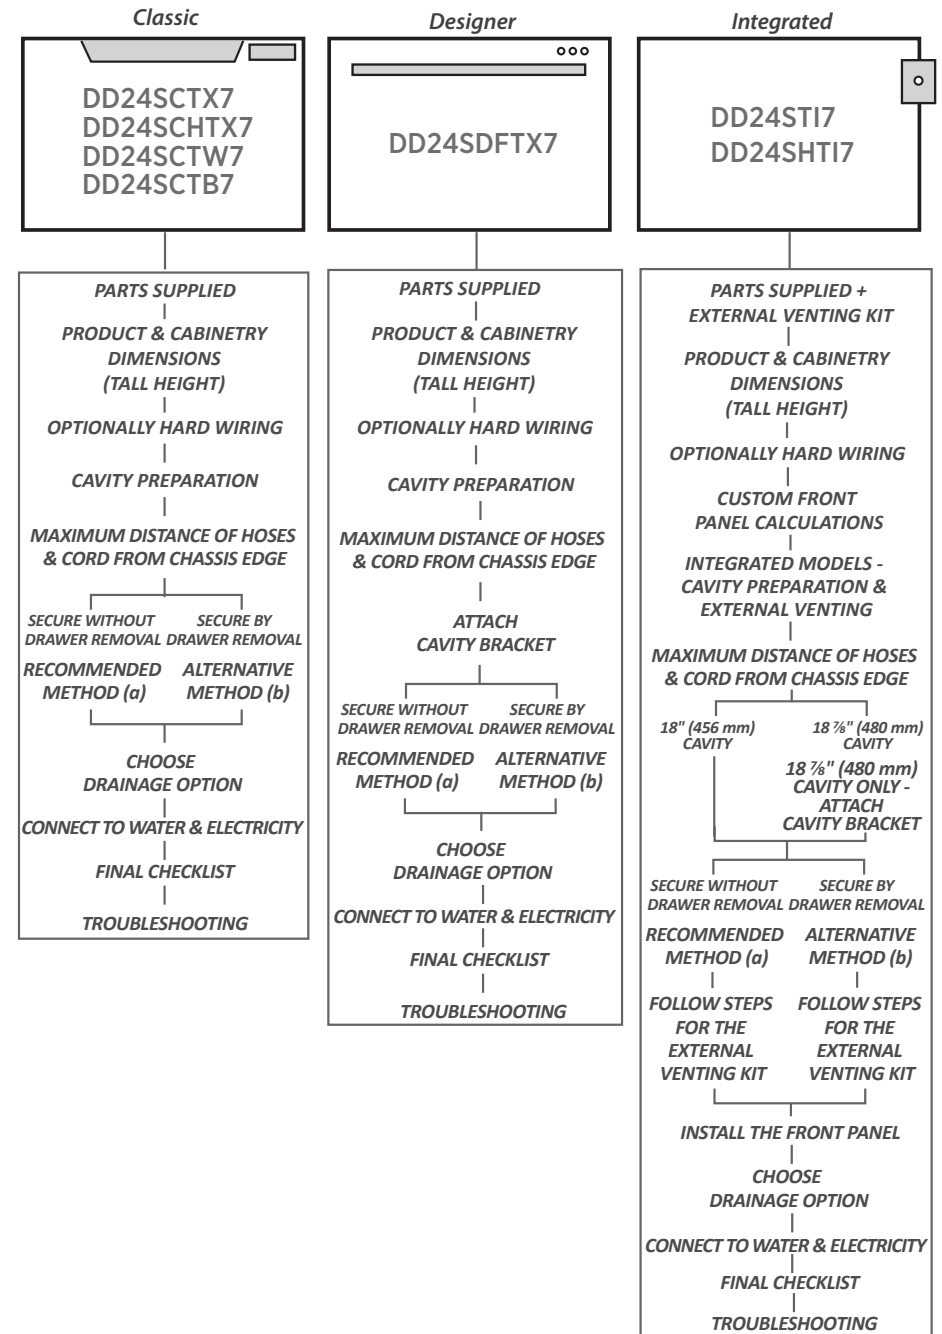 Classic
DD24SCTX7
DD24SCHTX7
DD24SCTW7
DD24SCTB7
PARTS SUPPLIED
PRODUCT & CABINETRY
DIMENSIONS
(TALL HEIGHT)
OPTIONALLY HARD WIRING
CAVITY PREPARATION
MAXIMUM DISTANCE OF HOSES
& CORD FROM CHASSIS EDGE
SECURE WITHOUT
DRAWER REMOVAL
RECOMMENDED
METHOD (a)
SECURE BY
DRAWER REMOVAL
ALTERNATIVE
METHOD (b)
CHOOSE
DRAINAGE OPTION
CONNECT TO WATER & ELECTRICITY
FINAL CHECKLIST
TROUBLESHOOTING
Designer
DD24SDFTX7
PARTS SUPPLIED
PRODUCT & CABINETRY
DIMENSIONS
(TALL HEIGHT)
OPTIONALLY HARD WIRING
CAVITY PREPARATION
MAXIMUM DISTANCE OF HOSES
& CORD FROM CHASSIS EDGE
ATTACH
CAVITY BRACKET
SECURE WITHOUT
DRAWER REMOVAL
RECOMMENDED
METHOD (a)
SECURE BY
DRAWER REMOVAL
ALTERNATIVE
METHOD (b)
CHOOSE
DRAINAGE OPTION
CONNECT TO WATER & ELECTRICITY
FINAL CHECKLIST
TROUBLESHOOTING
Integrated
DD24STI7
DD24SHTI7
PARTS SUPPLIED +
EXTERNAL VENTING KIT
PRODUCT & CABINETRY
DIMENSIONS
(TALL HEIGHT)
OPTIONALLY HARD WIRING
CUSTOM FRONT
PANEL CALCULATIONS
INTEGRATED MODELS -
CAVITY PREPARATION &
EXTERNAL VENTING
MAXIMUM DISTANCE OF HOSES
& CORD FROM CHASSIS EDGE
18" (456 mm)
CAVITY
18 ⅞" (480 mm)
CAVITY
18 ⅞" (480 mm)
CAVITY ONLY -
ATTACH
CAVITY BRACKET
SECURE WITHOUT
DRAWER REMOVAL
RECOMMENDED
METHOD (a)
FOLLOW STEPS
FOR THE
EXTERNAL
VENTING KIT
SECURE BY
DRAWER REMOVAL
ALTERNATIVE
METHOD (b)
FOLLOW STEPS
FOR THE
EXTERNAL
VENTING KIT
INSTALL THE FRONT PANEL
CHOOSE
DRAINAGE OPTION
CONNECT TO WATER & ELECTRICITY
FINAL CHECKLIST
TROUBLESHOOTING